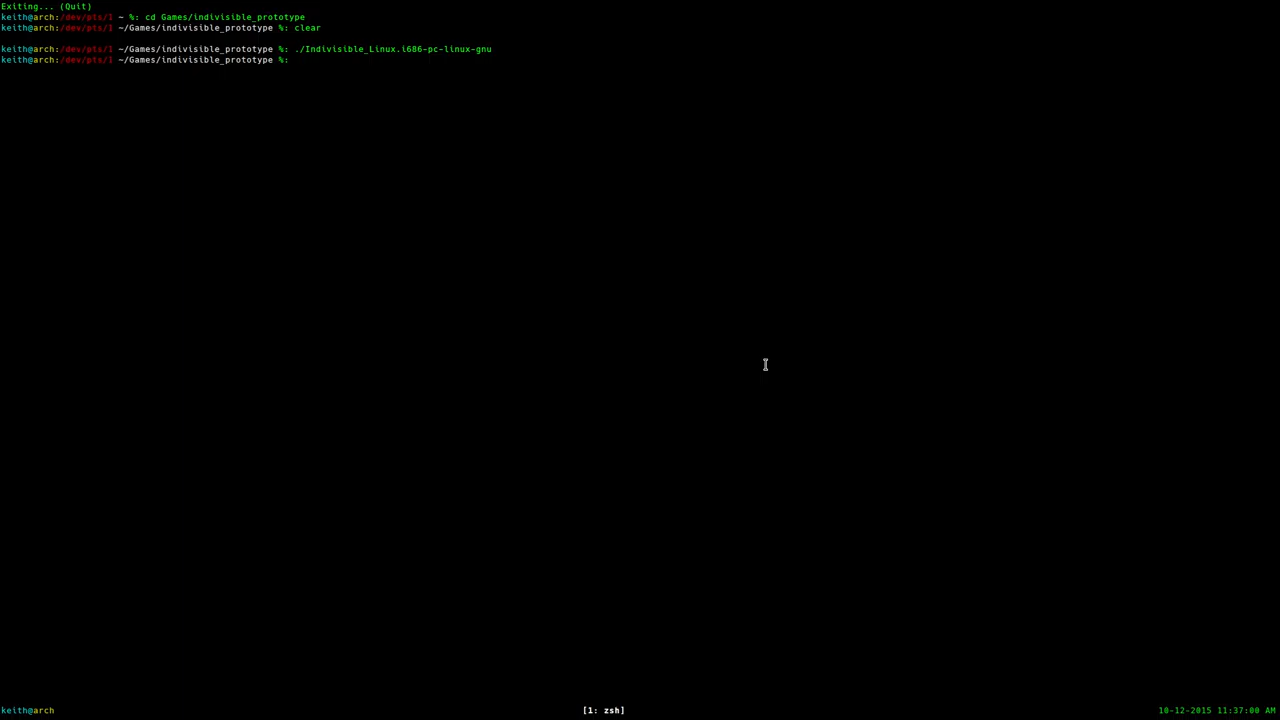 Exiting... (Quit)
keith@arch:/dev/pts/1 ~ %: cd Games/indivisible_prototype
keith@arch:/dev/pts/1 ~/Games/indivisible_prototype %: clear
keith@arch:/dev/pts/1 ~/Games/indivisible_prototype %: ./Indivisible_Linux.i686-pc-linux-gnu
keith@arch:/dev/pts/1 ~/Games/indivisible_prototype %:
keith@arch [1: zsh] 10-12-2015 11:37:00 AM